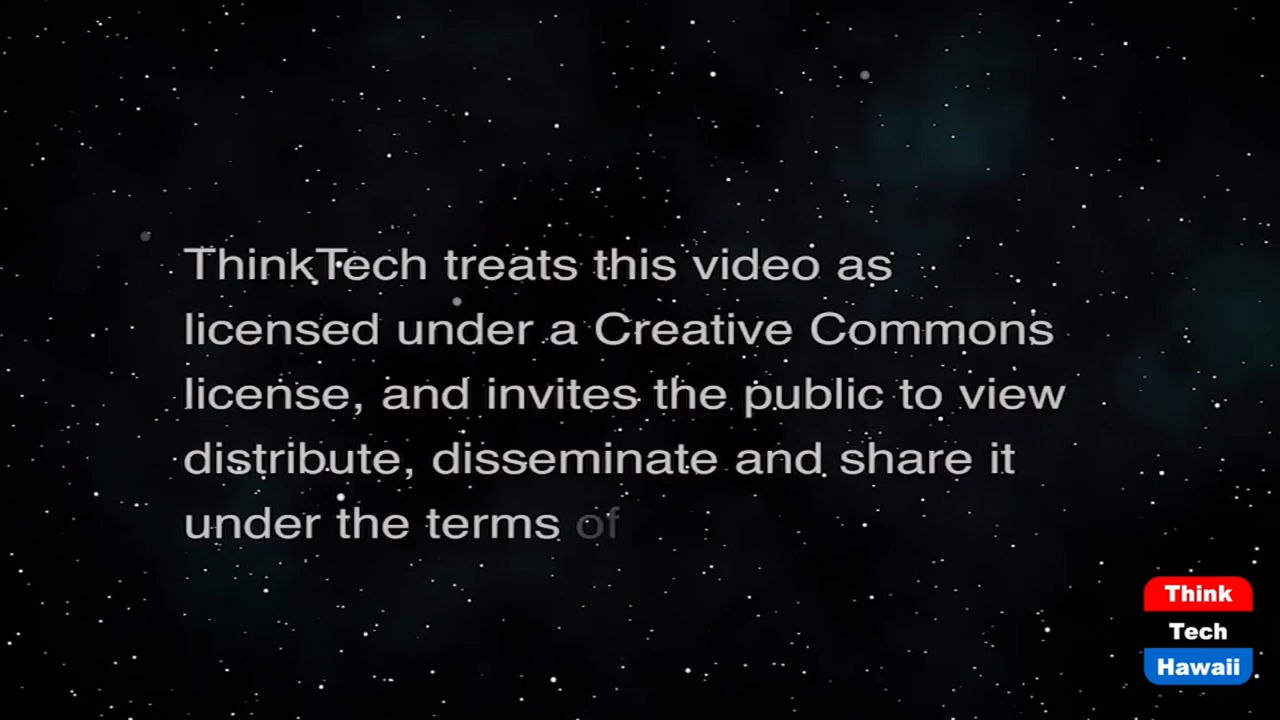 ThinkTech treats this video as
licensed under a Creative Commons
license, and invites the public to view
distribute, disseminate and share it
under the terms of
Think
Tech
Hawaii